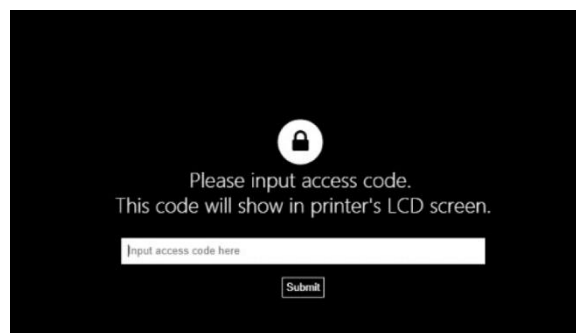 Please input access code.
This code will show in printer's LCD screen.
Input access code here
Submit